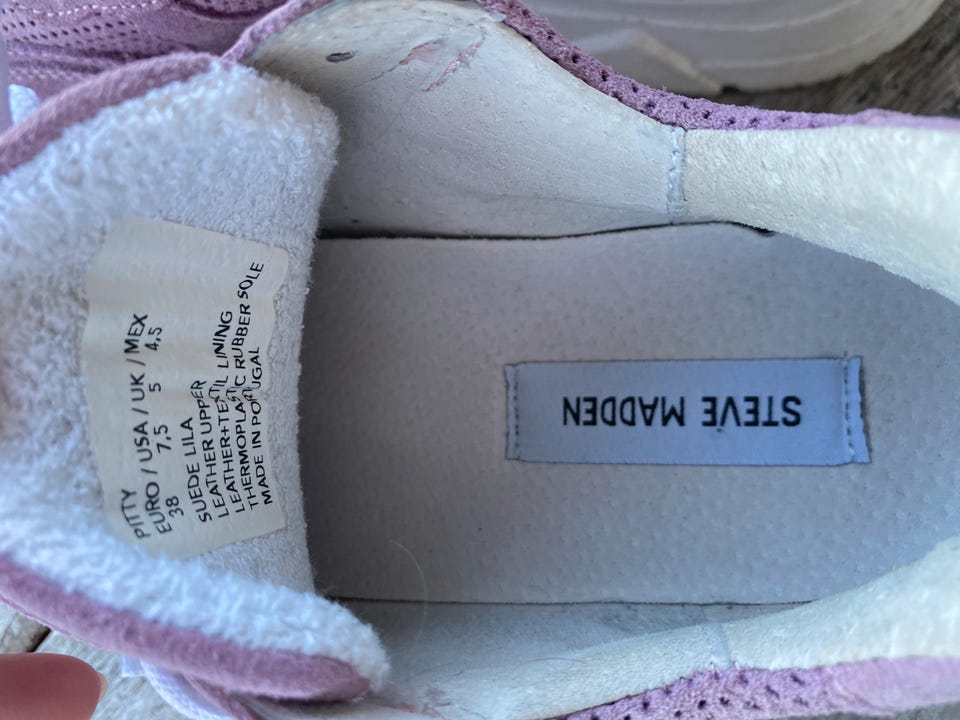 PITTY
EURO / USA / UK / MEX
38 7,5 5 4,5
SUEDE LILA
LEATHER UPPER
LEATHER+TEXTIL LINING
THERMOPLASTIC RUBBER SOLE
MADE IN PORTUGAL
STEVE MADDEN